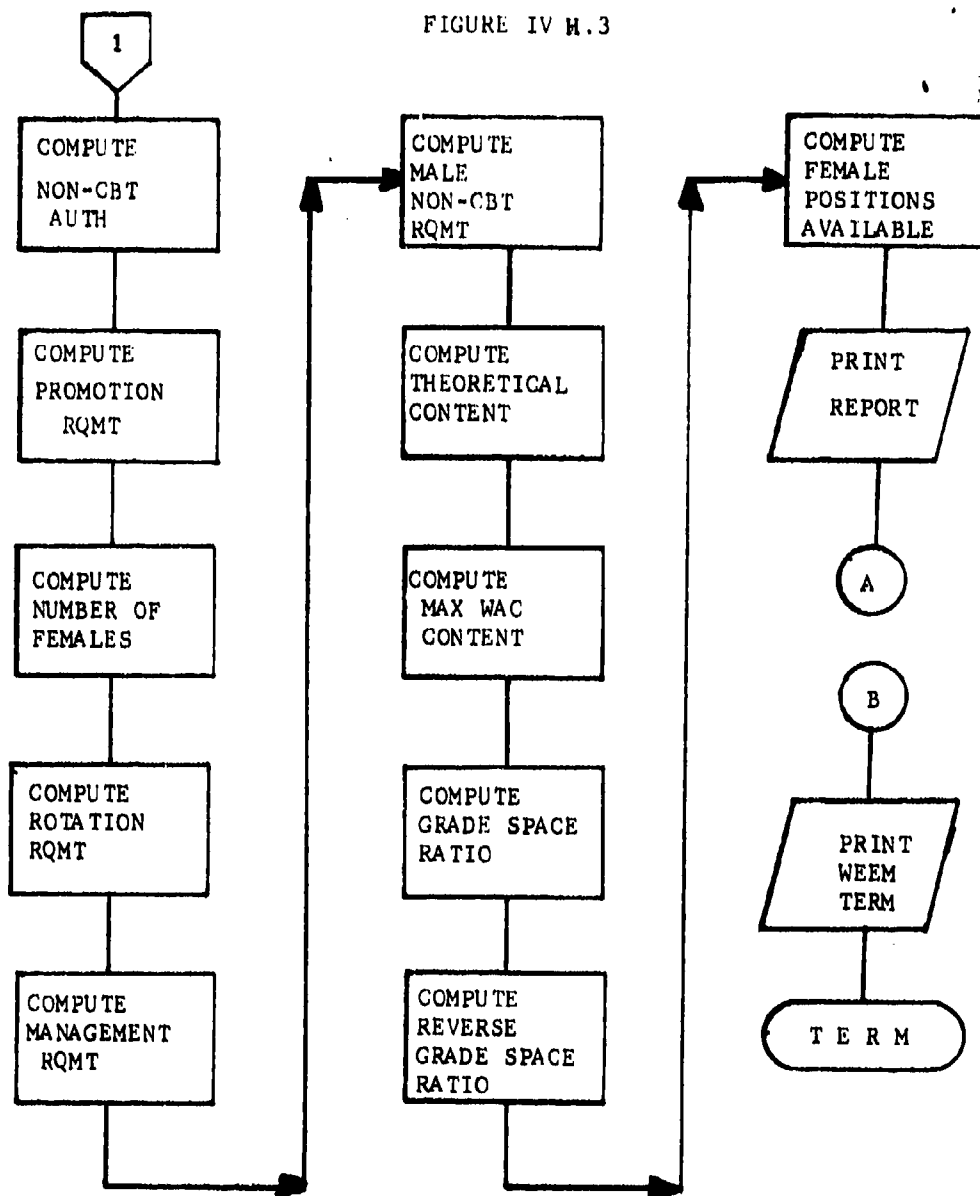 FIGURE IV H.3
1
COMPUTE
NON-CBT
AUTH
COMPUTE
PROMOTION
RQMT
COMPUTE
NUMBER OF
FEMALES
COMPUTE
ROTATION
RQMT
COMPUTE
MANAGEMENT
RQMT
COMPUTE
MALE
NON-CBT
RQMT
COMPUTE
THEORETICAL
CONTENT
COMPUTE
MAX WAC
CONTENT
COMPUTE
GRADE SPACE
RATIO
COMPUTE
REVERSE
GRADE SPACE
RATIO
COMPUTE
FEMALE
POSITIONS
AVAILABLE
PRINT
REPORT
A
B
PRINT
WEEM
TERM
TERM